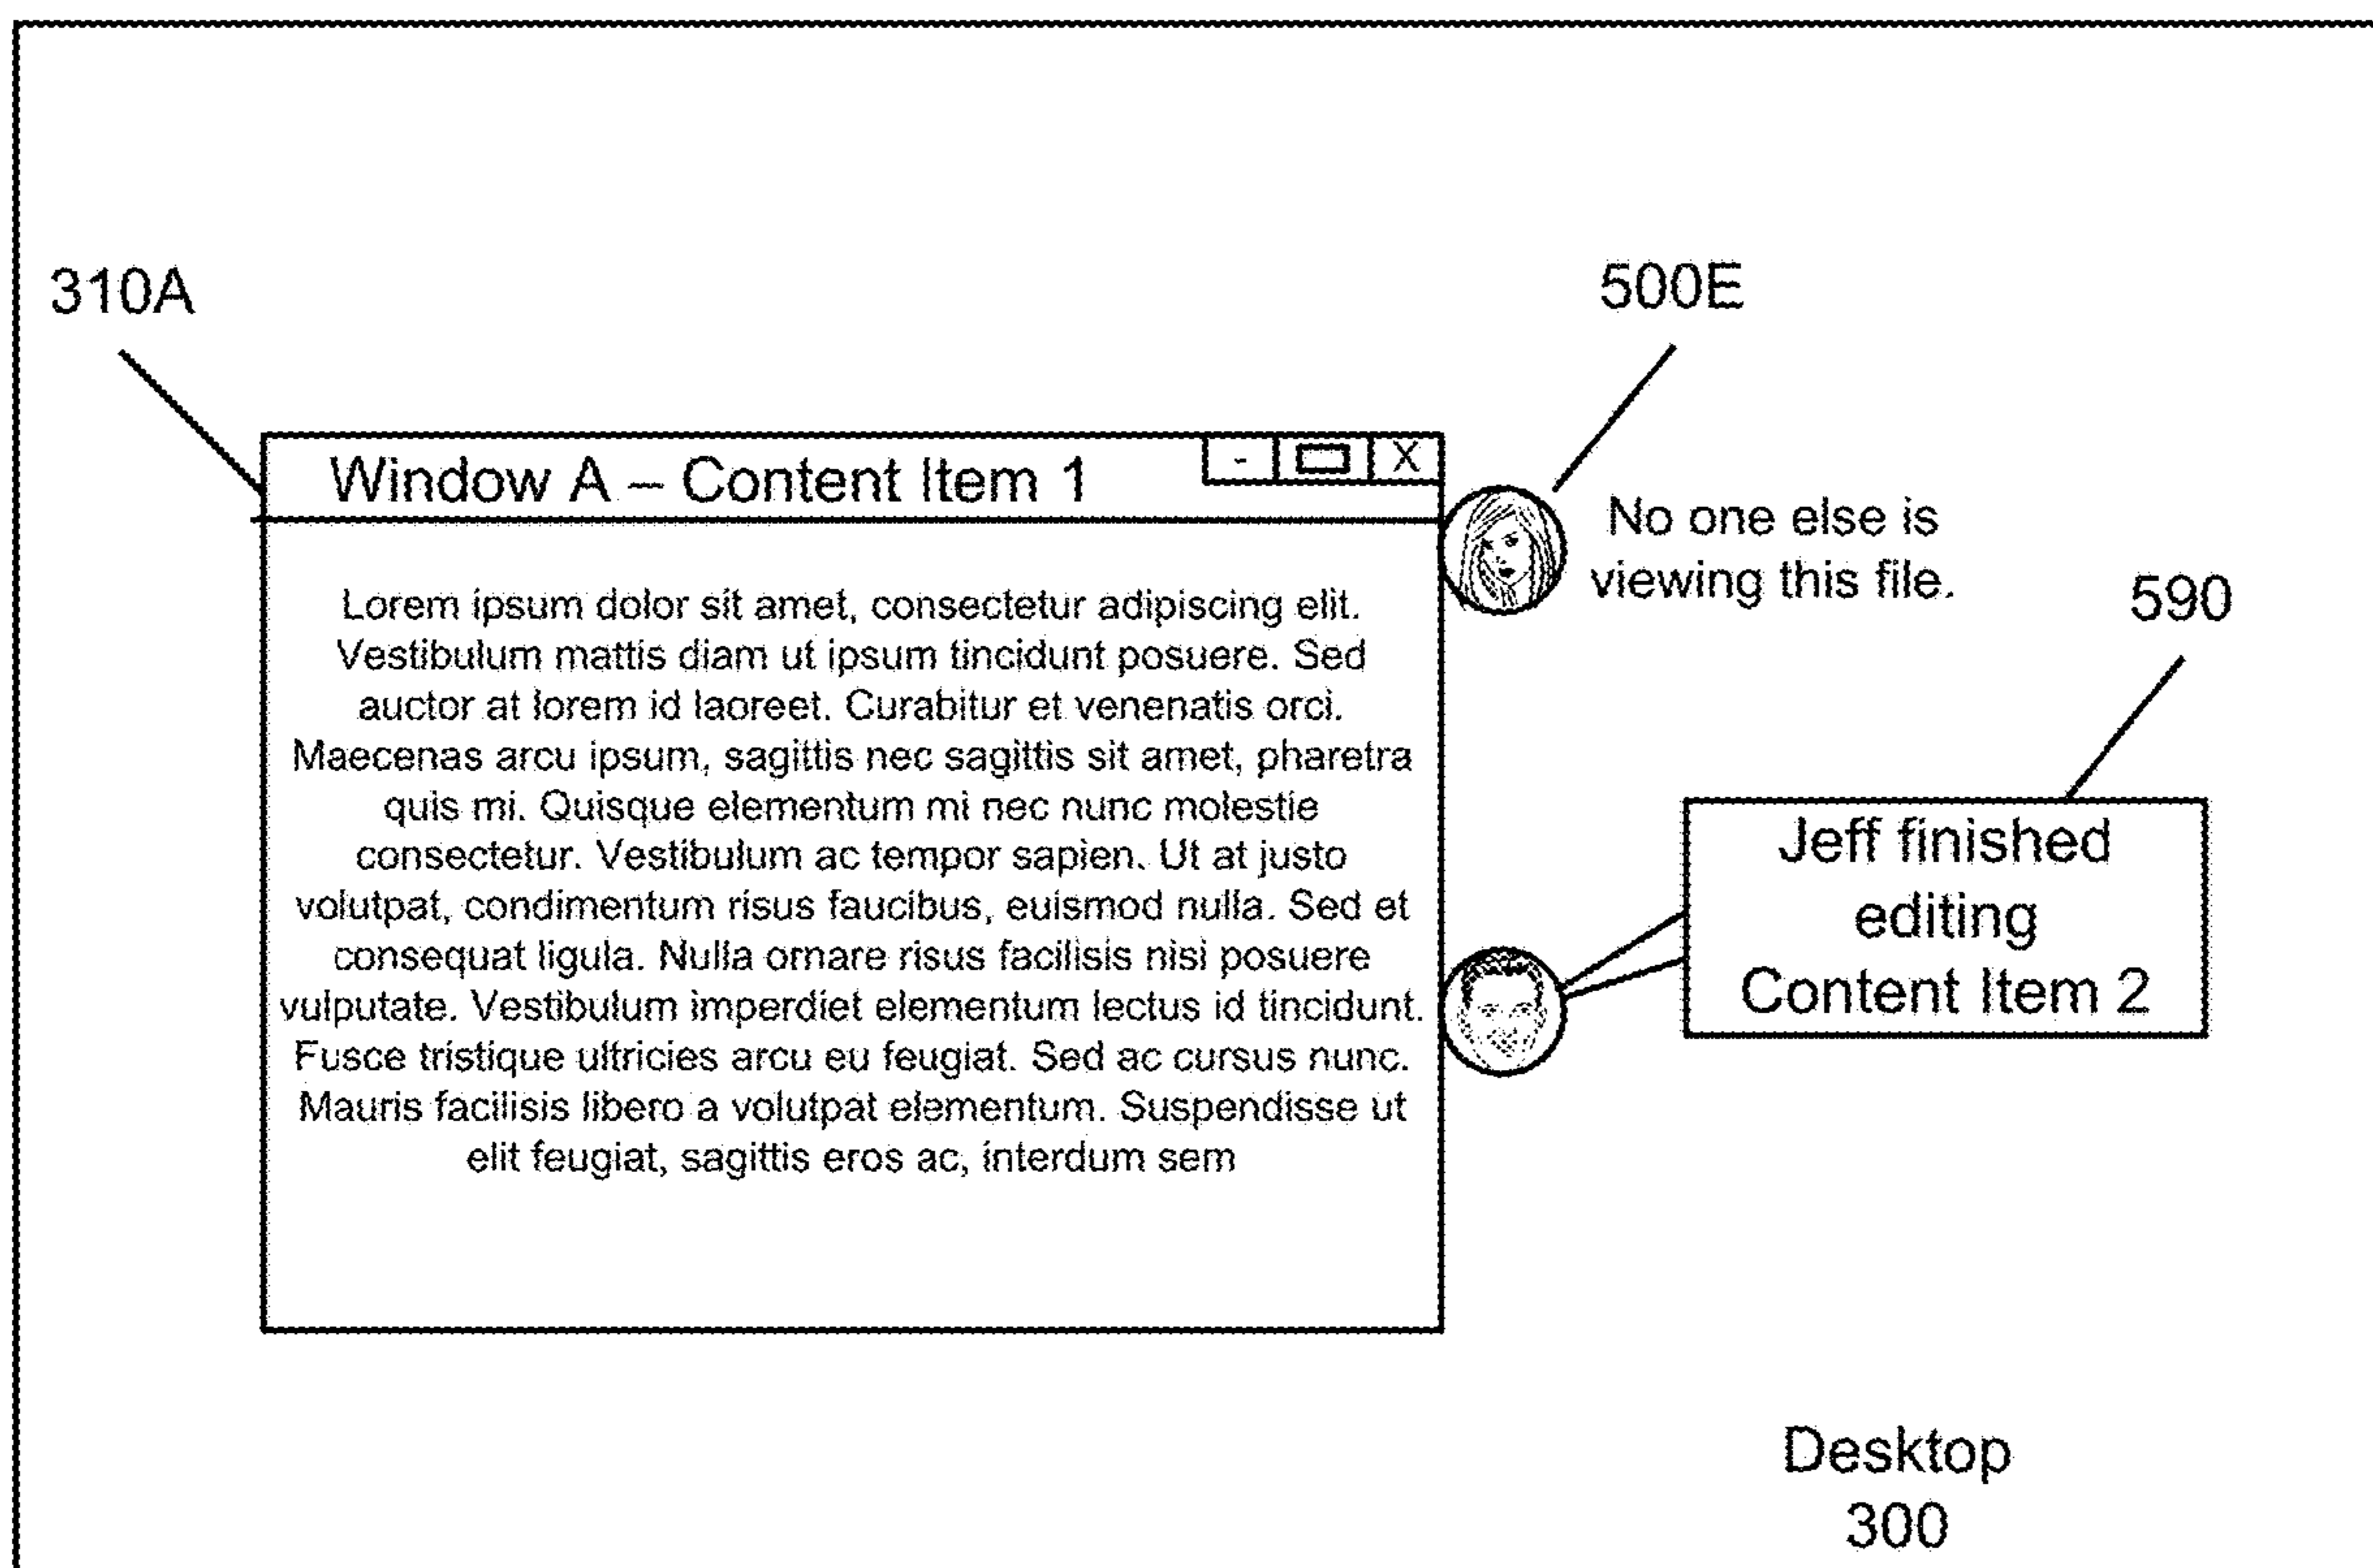 310A
500E
Window A – Content Item 1
- X
No one else is
viewing this file.
590
Lorem ipsum dolor sit amet, consectetur adipiscing elit.
Vestibulum mattis diam ut ipsum tincidunt posuere. Sed
auctor at lorem id laoreet. Curabitur et venenatis orci.
Maecenas arcu ipsum, sagittis nec sagittis sit amet, pharetra
quis mi. Quisque elementum mi nec nunc molestie
consectetur. Vestibulum ac tempor sapien. Ut at justo
volutpat, condimentum risus faucibus, euismod nulla. Sed et
consequat ligula. Nulla ornare risus facilisis nisi posuere
vulputate. Vestibulum imperdiet elementum lectus id tincidunt.
Fusce tristique ultricies arcu eu feugiat. Sed ac cursus nunc.
Mauris facilisis libero a volutpat elementum. Suspendisse ut
elit feugiat, sagittis eros ac, interdum sem
Jeff finished
editing
Content Item 2
Desktop
300